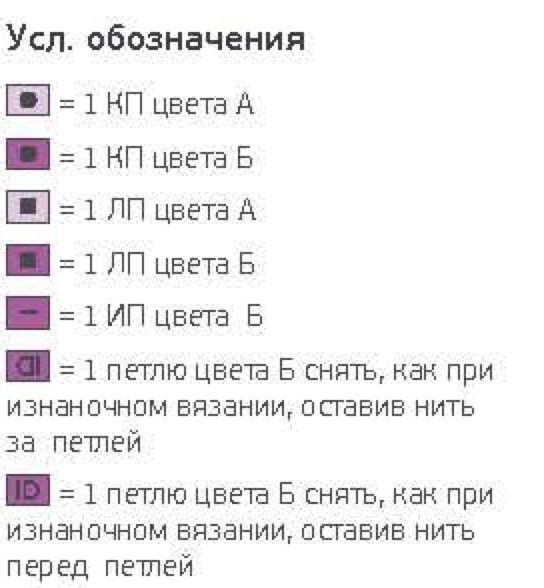 Усл. обозначения
= 1 КП цвета А
= 1 КП цвета Б
= 1 ЛП цвета А
= 1 ЛП цвета Б
= 1 ИП цвета Б
= 1 петлю цвета Б снять, как при
изнаночном вязании, оставив нить
за петлей
= 1 петлю цвета Б снять, как при
изнаночном вязании, оставив нить
перед петлей